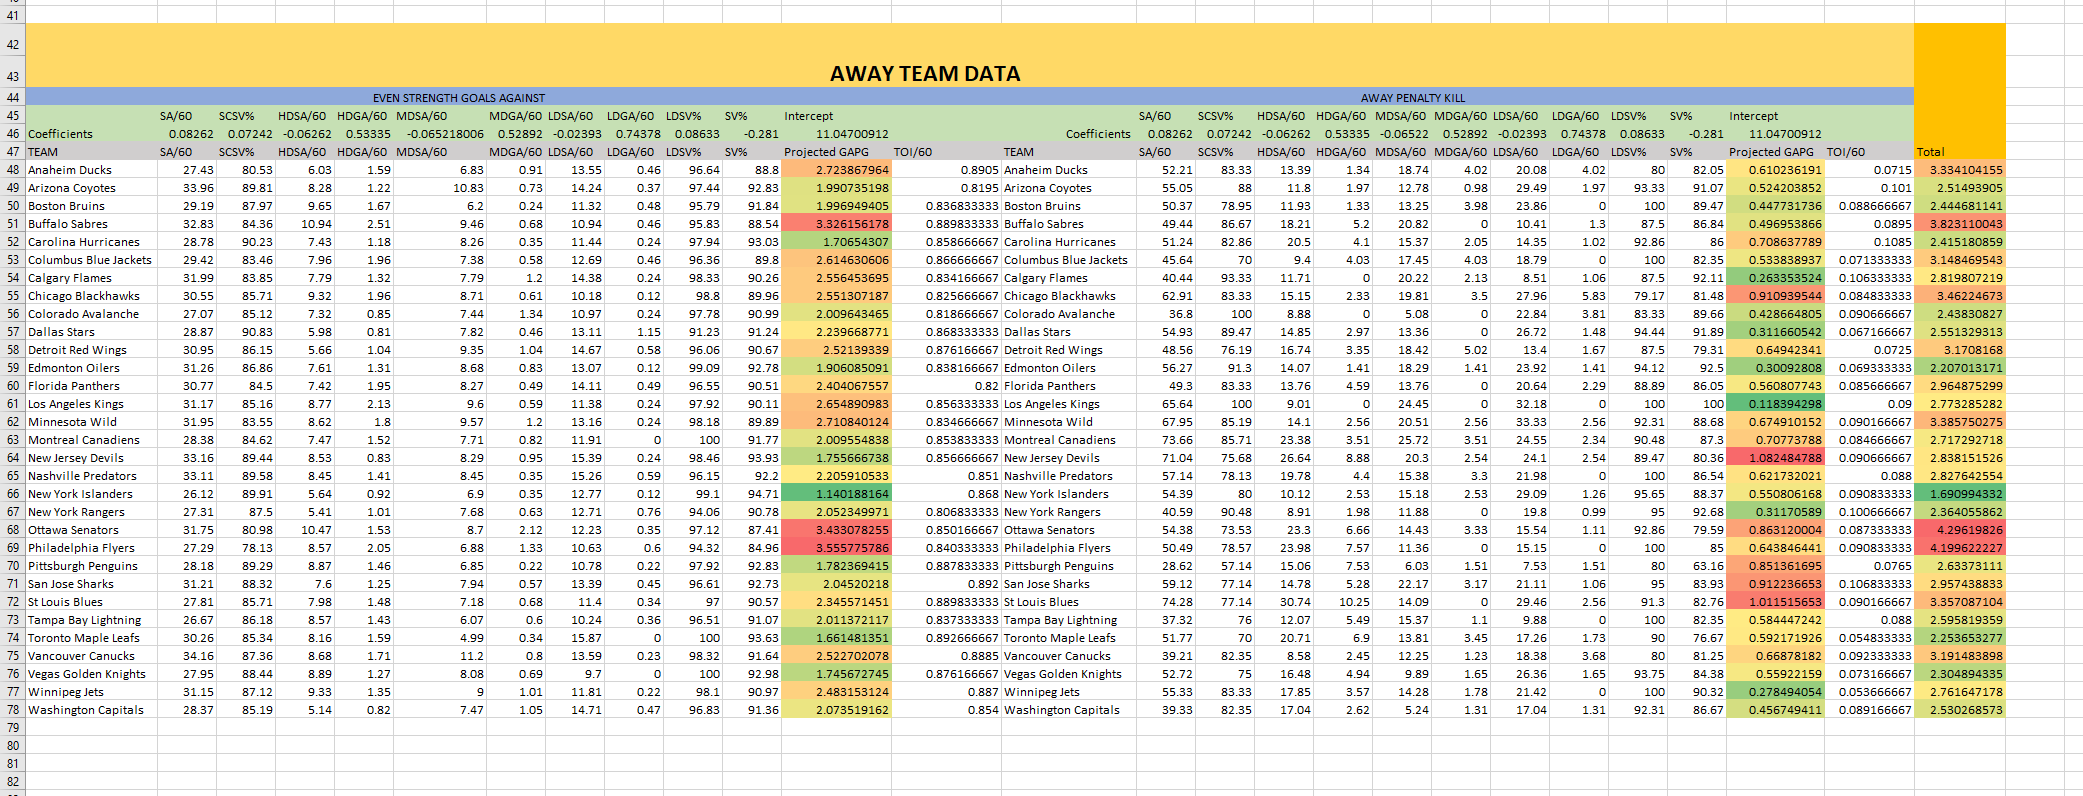 41
42
43 AWAY TEAM DATA
44 EVEN STRENGTH GOALS AGAINST AWAY PENALTY KILL
45 SA/60 SCSV% HDSA/60 HDGA/60 MDSA/60 MDGA/60 LDSA/60 LDGA/60 LDSV% SV% Intercept SA/60 SCSV% HDSA/60 HDGA/60 MDSA/60 MDGA/60 LDSA/60 LDGA/60 LDSV% SV% Intercept
46 Coefficients 0.08262 0.07242 -0.06262 0.53335 -0.065218006 0.52892 -0.02393 0.74378 0.08633 -0.281 11.04700912 Coefficients 0.08262 0.07242 -0.06262 0.53335 -0.06522 0.52892 -0.02393 0.74378 0.08633 -0.281 11.04700912
47 TEAM SA/60 SCSV% HDSA/60 HDGA/60 MDSA/60 MDGA/60 LDSA/60 LDGA/60 LDSV% SV% Projected GAPG TOI/60 TEAM SA/60 SCSV% HDSA/60 HDGA/60 MDSA/60 MDGA/60 LDSA/60 LDGA/60 LDSV% SV% Projected GAPG TOI/60 Total
48 Anaheim Ducks 27.43 80.53 6.03 1.59 6.83 0.91 13.55 0.46 96.64 88.8 2.723867964 0.8905 Anaheim Ducks 52.21 83.33 13.39 1.34 18.74 4.02 20.08 4.02 80 82.05 0.610236191 0.0715 3.334104155
49 Arizona Coyotes 33.96 89.81 8.28 1.22 10.83 0.73 14.24 0.37 97.44 92.83 1.990735198 0.8195 Arizona Coyotes 55.05 88 11.8 1.97 12.78 0.98 29.49 1.97 93.33 91.07 0.524203852 0.101 2.51493905
50 Boston Bruins 29.19 87.97 9.65 1.67 6.2 0.24 11.32 0.48 95.79 91.84 1.996949405 0.836833333 Boston Bruins 50.37 78.95 11.93 1.33 13.25 3.98 23.86 0 100 89.47 0.447731736 0.088666667 2.444681141
51 Buffalo Sabres 32.83 84.36 10.94 2.51 9.46 0.68 10.94 0.46 95.83 88.54 3.326156178 0.889833333 Buffalo Sabres 49.44 86.67 18.21 5.2 20.82 0 10.41 1.3 87.5 86.84 0.496953866 0.0895 3.823110043
52 Carolina Hurricanes 28.78 90.23 7.43 1.18 8.26 0.35 11.44 0.24 97.94 93.03 1.70654307 0.858666667 Carolina Hurricanes 51.24 82.86 20.5 4.1 15.37 2.05 14.35 1.02 92.86 86 0.708637789 0.1085 2.415180859
53 Columbus Blue Jackets 29.42 83.46 7.96 1.96 7.38 0.58 12.69 0.46 96.36 89.8 2.614630606 0.866666667 Columbus Blue Jackets 45.64 70 9.4 4.03 17.45 4.03 18.79 0 100 82.35 0.533838937 0.071333333 3.148469543
54 Calgary Flames 31.99 83.85 7.79 1.32 7.79 1.2 14.38 0.24 98.33 90.26 2.556453695 0.834166667 Calgary Flames 40.44 93.33 11.71 0 20.22 2.13 8.51 1.06 87.5 92.11 0.263353524 0.106333333 2.819807219
55 Chicago Blackhawks 30.55 85.71 9.32 1.96 8.71 0.61 10.18 0.12 98.8 89.96 2.551307187 0.825666667 Chicago Blackhawks 62.91 83.33 15.15 2.33 19.81 3.5 27.96 5.83 79.17 81.48 0.910939544 0.084833333 3.46224673
56 Colorado Avalanche 27.07 85.12 7.32 0.85 7.44 1.34 10.97 0.24 97.78 90.99 2.009643465 0.818666667 Colorado Avalanche 36.8 100 8.88 0 5.08 0 22.84 3.81 83.33 89.66 0.428664805 0.090666667 2.43830827
57 Dallas Stars 28.87 90.83 5.98 0.81 7.82 0.46 13.11 1.15 91.23 91.24 2.239668771 0.868333333 Dallas Stars 54.93 89.47 14.85 2.97 13.36 0 26.72 1.48 94.44 91.89 0.311660542 0.067166667 2.551329313
58 Detroit Red Wings 30.95 86.15 5.66 1.04 9.35 1.04 14.67 0.58 96.06 90.67 2.52139339 0.876166667 Detroit Red Wings 48.56 76.19 16.74 3.35 18.42 5.02 13.4 1.67 87.5 79.31 0.64942341 0.0725 3.1708168
59 Edmonton Oilers 31.26 86.86 7.61 1.31 8.68 0.83 13.07 0.12 99.09 92.78 1.906085091 0.838166667 Edmonton Oilers 56.27 91.3 14.07 1.41 18.29 1.41 23.92 1.41 94.12 92.5 0.30092808 0.069333333 2.207013171
60 Florida Panthers 30.77 84.5 7.42 1.95 8.27 0.49 14.11 0.49 96.55 90.51 2.404067557 0.82 Florida Panthers 49.3 83.33 13.76 4.59 13.76 0 20.64 2.29 88.89 86.05 0.560807743 0.085666667 2.964875299
61 Los Angeles Kings 31.17 85.16 8.77 2.13 9.6 0.59 11.38 0.24 97.92 90.11 2.654890983 0.856333333 Los Angeles Kings 65.64 100 9.01 0 24.45 0 32.18 0 100 100 0.118394298 0.09 2.773285282
62 Minnesota Wild 31.95 83.55 8.62 1.8 9.57 1.2 13.16 0.24 98.18 89.89 2.710840124 0.834666667 Minnesota Wild 67.95 85.19 14.1 2.56 20.51 2.56 33.33 2.56 92.31 88.68 0.674910152 0.090166667 3.385750275
63 Montreal Canadiens 28.38 84.62 7.47 1.52 7.71 0.82 11.91 0 100 91.77 2.009554838 0.853833333 Montreal Canadiens 73.66 85.71 23.38 3.51 25.72 3.51 24.55 2.34 90.48 87.3 0.70773788 0.084666667 2.717292718
64 New Jersey Devils 33.16 89.44 8.53 0.83 8.29 0.95 15.39 0.24 98.46 93.93 1.755666738 0.856666667 New Jersey Devils 71.04 75.68 26.64 8.88 20.3 2.54 24.1 2.54 89.47 80.36 1.082484788 0.090666667 2.838151526
65 Nashville Predators 33.11 89.58 8.45 1.41 8.45 0.35 15.26 0.59 96.15 92.2 2.205910533 0.851 Nashville Predators 57.14 78.13 19.78 4.4 15.38 3.3 21.98 0 100 86.54 0.621732021 0.088 2.827642554
66 New York Islanders 26.12 89.91 5.64 0.92 6.9 0.35 12.77 0.12 99.1 94.71 1.140188164 0.868 New York Islanders 54.39 80 10.12 2.53 15.18 2.53 29.09 1.26 95.65 88.37 0.550806168 0.090833333 1.690994332
67 New York Rangers 27.31 87.5 5.41 1.01 7.68 0.63 12.71 0.76 94.06 90.78 2.052349971 0.806833333 New York Rangers 40.59 90.48 8.91 1.98 11.88 0 19.8 0.99 95 92.68 0.31170589 0.100666667 2.364055862
68 Ottawa Senators 31.75 80.98 10.47 1.53 8.7 2.12 12.23 0.35 97.12 87.41 3.433078255 0.850166667 Ottawa Senators 54.38 73.53 23.3 6.66 14.43 3.33 15.54 1.11 92.86 79.59 0.863120004 0.087333333 4.29619826
69 Philadelphia Flyers 27.29 78.13 8.57 2.05 6.88 1.33 10.63 0.6 94.32 84.96 3.555775786 0.840333333 Philadelphia Flyers 50.49 78.57 23.98 7.57 11.36 0 15.15 0 100 85 0.643846441 0.090833333 4.199622227
70 Pittsburgh Penguins 28.18 89.29 8.87 1.46 6.85 0.22 10.78 0.22 97.92 92.83 1.782369415 0.887833333 Pittsburgh Penguins 28.62 57.14 15.06 7.53 6.03 1.51 7.53 1.51 80 63.16 0.851361695 0.0765 2.63373111
71 San Jose Sharks 31.21 88.32 7.6 1.25 7.94 0.57 13.39 0.45 96.61 92.73 2.04520218 0.892 San Jose Sharks 59.12 77.14 14.78 5.28 22.17 3.17 21.11 1.06 95 83.93 0.912236653 0.106833333 2.957438833
72 St Louis Blues 27.81 85.71 7.98 1.48 7.18 0.68 11.4 0.34 97 90.57 2.345571451 0.889833333 St Louis Blues 74.28 77.14 30.74 10.25 14.09 0 29.46 2.56 91.3 82.76 1.011515653 0.090166667 3.357087104
73 Tampa Bay Lightning 26.67 86.18 8.57 1.43 6.07 0.6 10.24 0.36 96.51 91.07 2.011372117 0.837333333 Tampa Bay Lightning 37.32 76 12.07 5.49 15.37 1.1 9.88 0 100 82.35 0.584447242 0.088 2.595819359
74 Toronto Maple Leafs 30.26 85.34 8.16 1.59 4.99 0.34 15.87 0 100 93.63 1.661481351 0.892666667 Toronto Maple Leafs 51.77 70 20.71 6.9 13.81 3.45 17.26 1.73 90 76.67 0.592171926 0.054833333 2.253653277
75 Vancouver Canucks 34.16 87.36 8.68 1.71 11.2 0.8 13.59 0.23 98.32 91.64 2.522702078 0.8885 Vancouver Canucks 39.21 82.35 8.58 2.45 12.25 1.23 18.38 3.68 80 81.25 0.66878182 0.092333333 3.191483898
76 Vegas Golden Knights 27.95 88.44 8.89 1.27 8.08 0.69 9.7 0 100 92.98 1.745672745 0.876166667 Vegas Golden Knights 52.72 75 16.48 4.94 9.89 1.65 26.36 1.65 93.75 84.38 0.55922159 0.073166667 2.304894335
77 Winnipeg Jets 31.15 87.12 9.33 1.35 9 1.01 11.81 0.22 98.1 90.97 2.483153124 0.887 Winnipeg Jets 55.33 83.33 17.85 3.57 14.28 1.78 21.42 0 100 90.32 0.278494054 0.053666667 2.761647178
78 Washington Capitals 28.37 85.19 5.14 0.82 7.47 1.05 14.71 0.47 96.83 91.36 2.073519162 0.854 Washington Capitals 39.33 82.35 17.04 2.62 5.24 1.31 17.04 1.31 92.31 86.67 0.456749411 0.089166667 2.530268573
79
80
81
82